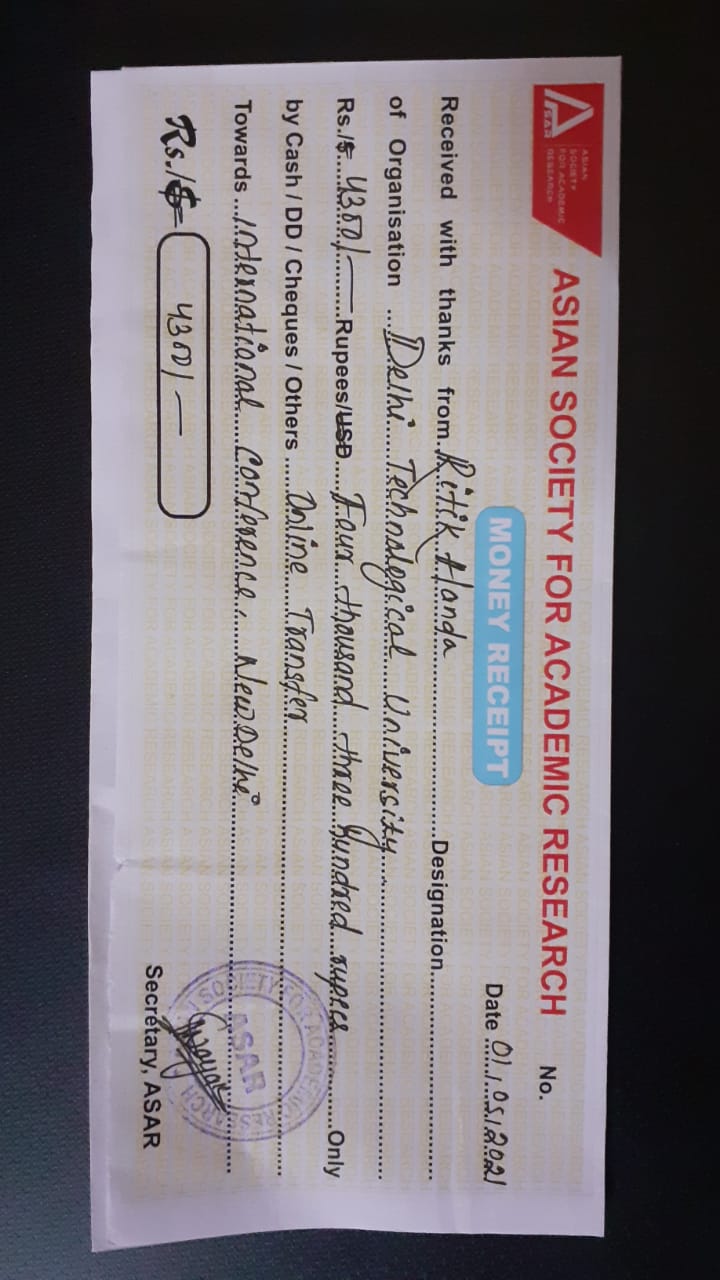 ASAR
ASIAN
SOCIETY
FOR ACADEMIC
RESEARCH
ASIAN SOCIETY FOR ACADEMIC RESEARCH
No.
MONEY RECEIPT
Date 01/05/2021
Received with thanks from Ritik Handa Designation
of Organisation Delhi Technological University
Rs./$ 4300/- Rupees/USD Four thousand three hundred rupees Only
by Cash / DD / Cheques / Others Online Transfer
Towards International Conference, New Delhi
Rs./$ 4300/-
SOCIETY FOR ACADEMIC RESEARCH
ASAR
Secretary, ASAR